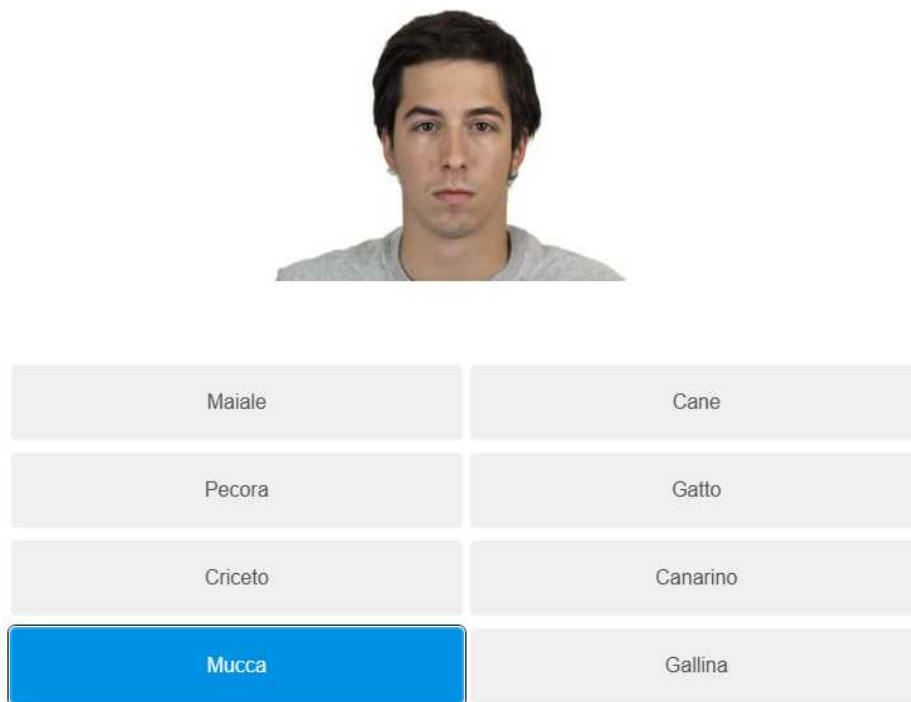 Maiale Cane
Pecora Gatto
Criceto Canarino
Mucca Gallina